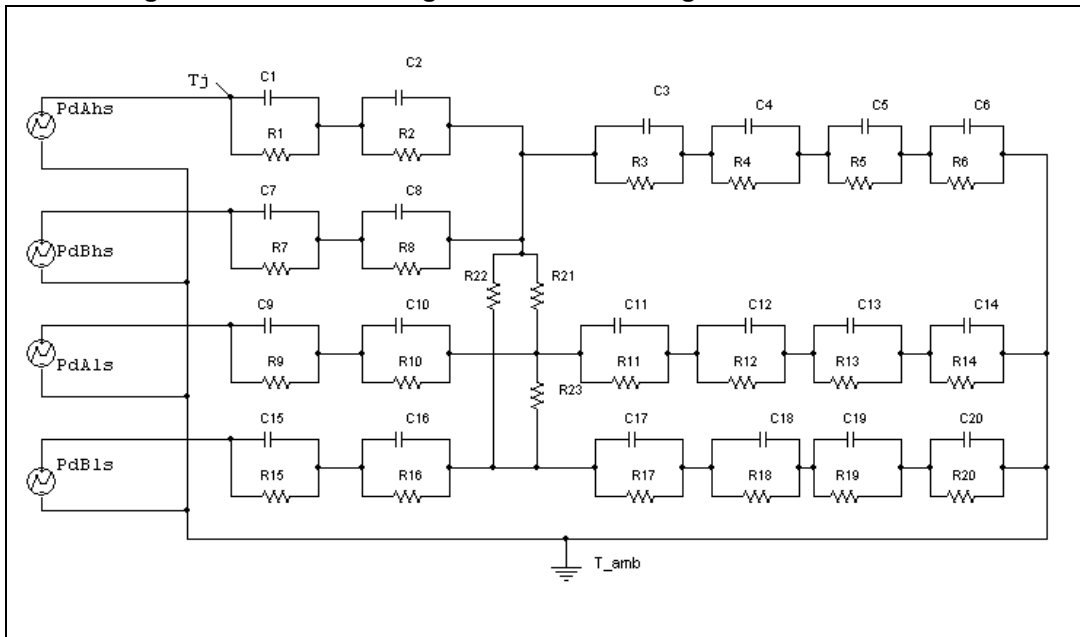 C2
Tj C1
PdAhs
R1 R2
C3 C4 C5 C6
R3 R4 R5 R6
C7 C8
PdBhs
R7 R8
R22 R21
C9 C10 C11 C12 C13 C14
PdAls
R9 R10 R11 R12 R13 R14
R23
C15 C16 C17 C18 C19 C20
PdBls
R15 R16 R17 R18 R19 R20
T_amb